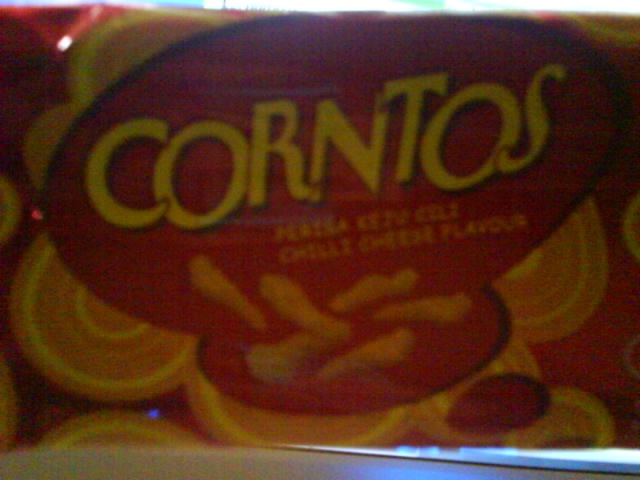 CORNTOS
PERISA KEJU CILI
CHILLI CHEESE FLAVOUR